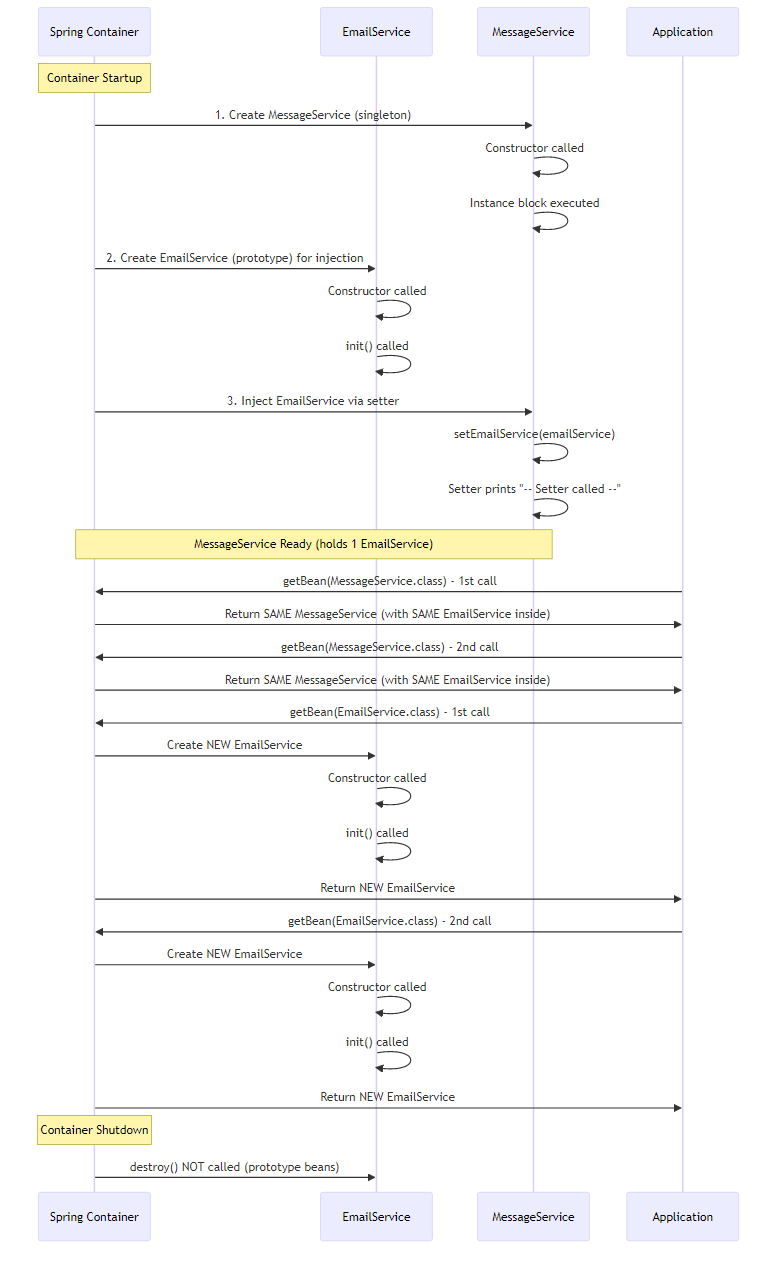 Spring Container
EmailService
MessageService
Application
Container Startup
1. Create MessageService (singleton)
Constructor called
Instance block executed
2. Create EmailService (prototype) for injection
Constructor called
init() called
3. Inject EmailService via setter
setEmailService(emailService)
Setter prints "-- Setter called --"
MessageService Ready (holds 1 EmailService)
getBean(MessageService.class) - 1st call
Return SAME MessageService (with SAME EmailService inside)
getBean(MessageService.class) - 2nd call
Return SAME MessageService (with SAME EmailService inside)
getBean(EmailService.class) - 1st call
Create NEW EmailService
Constructor called
init() called
Return NEW EmailService
getBean(EmailService.class) - 2nd call
Create NEW EmailService
Constructor called
init() called
Return NEW EmailService
Container Shutdown
destroy() NOT called (prototype beans)
Spring Container
EmailService
MessageService
Application